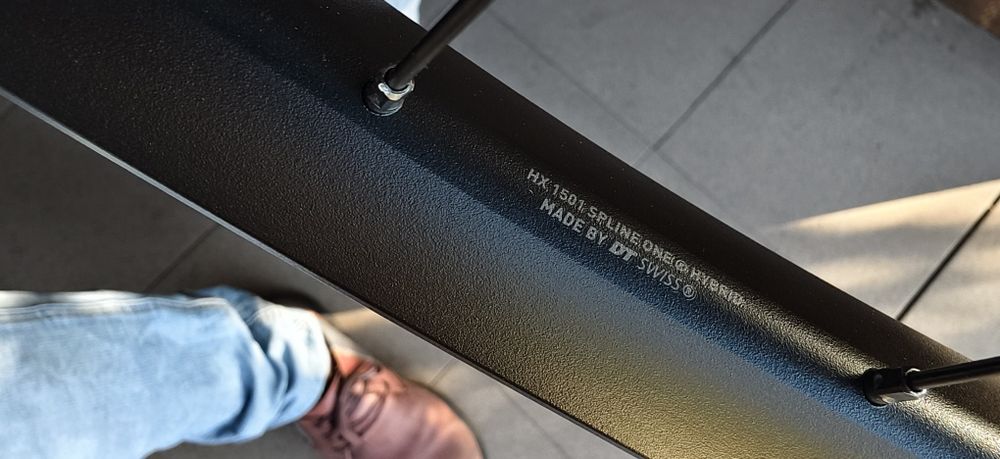 HX 1501 SPLINE ONE ® HYBRID
MADE BY DT SWISS®